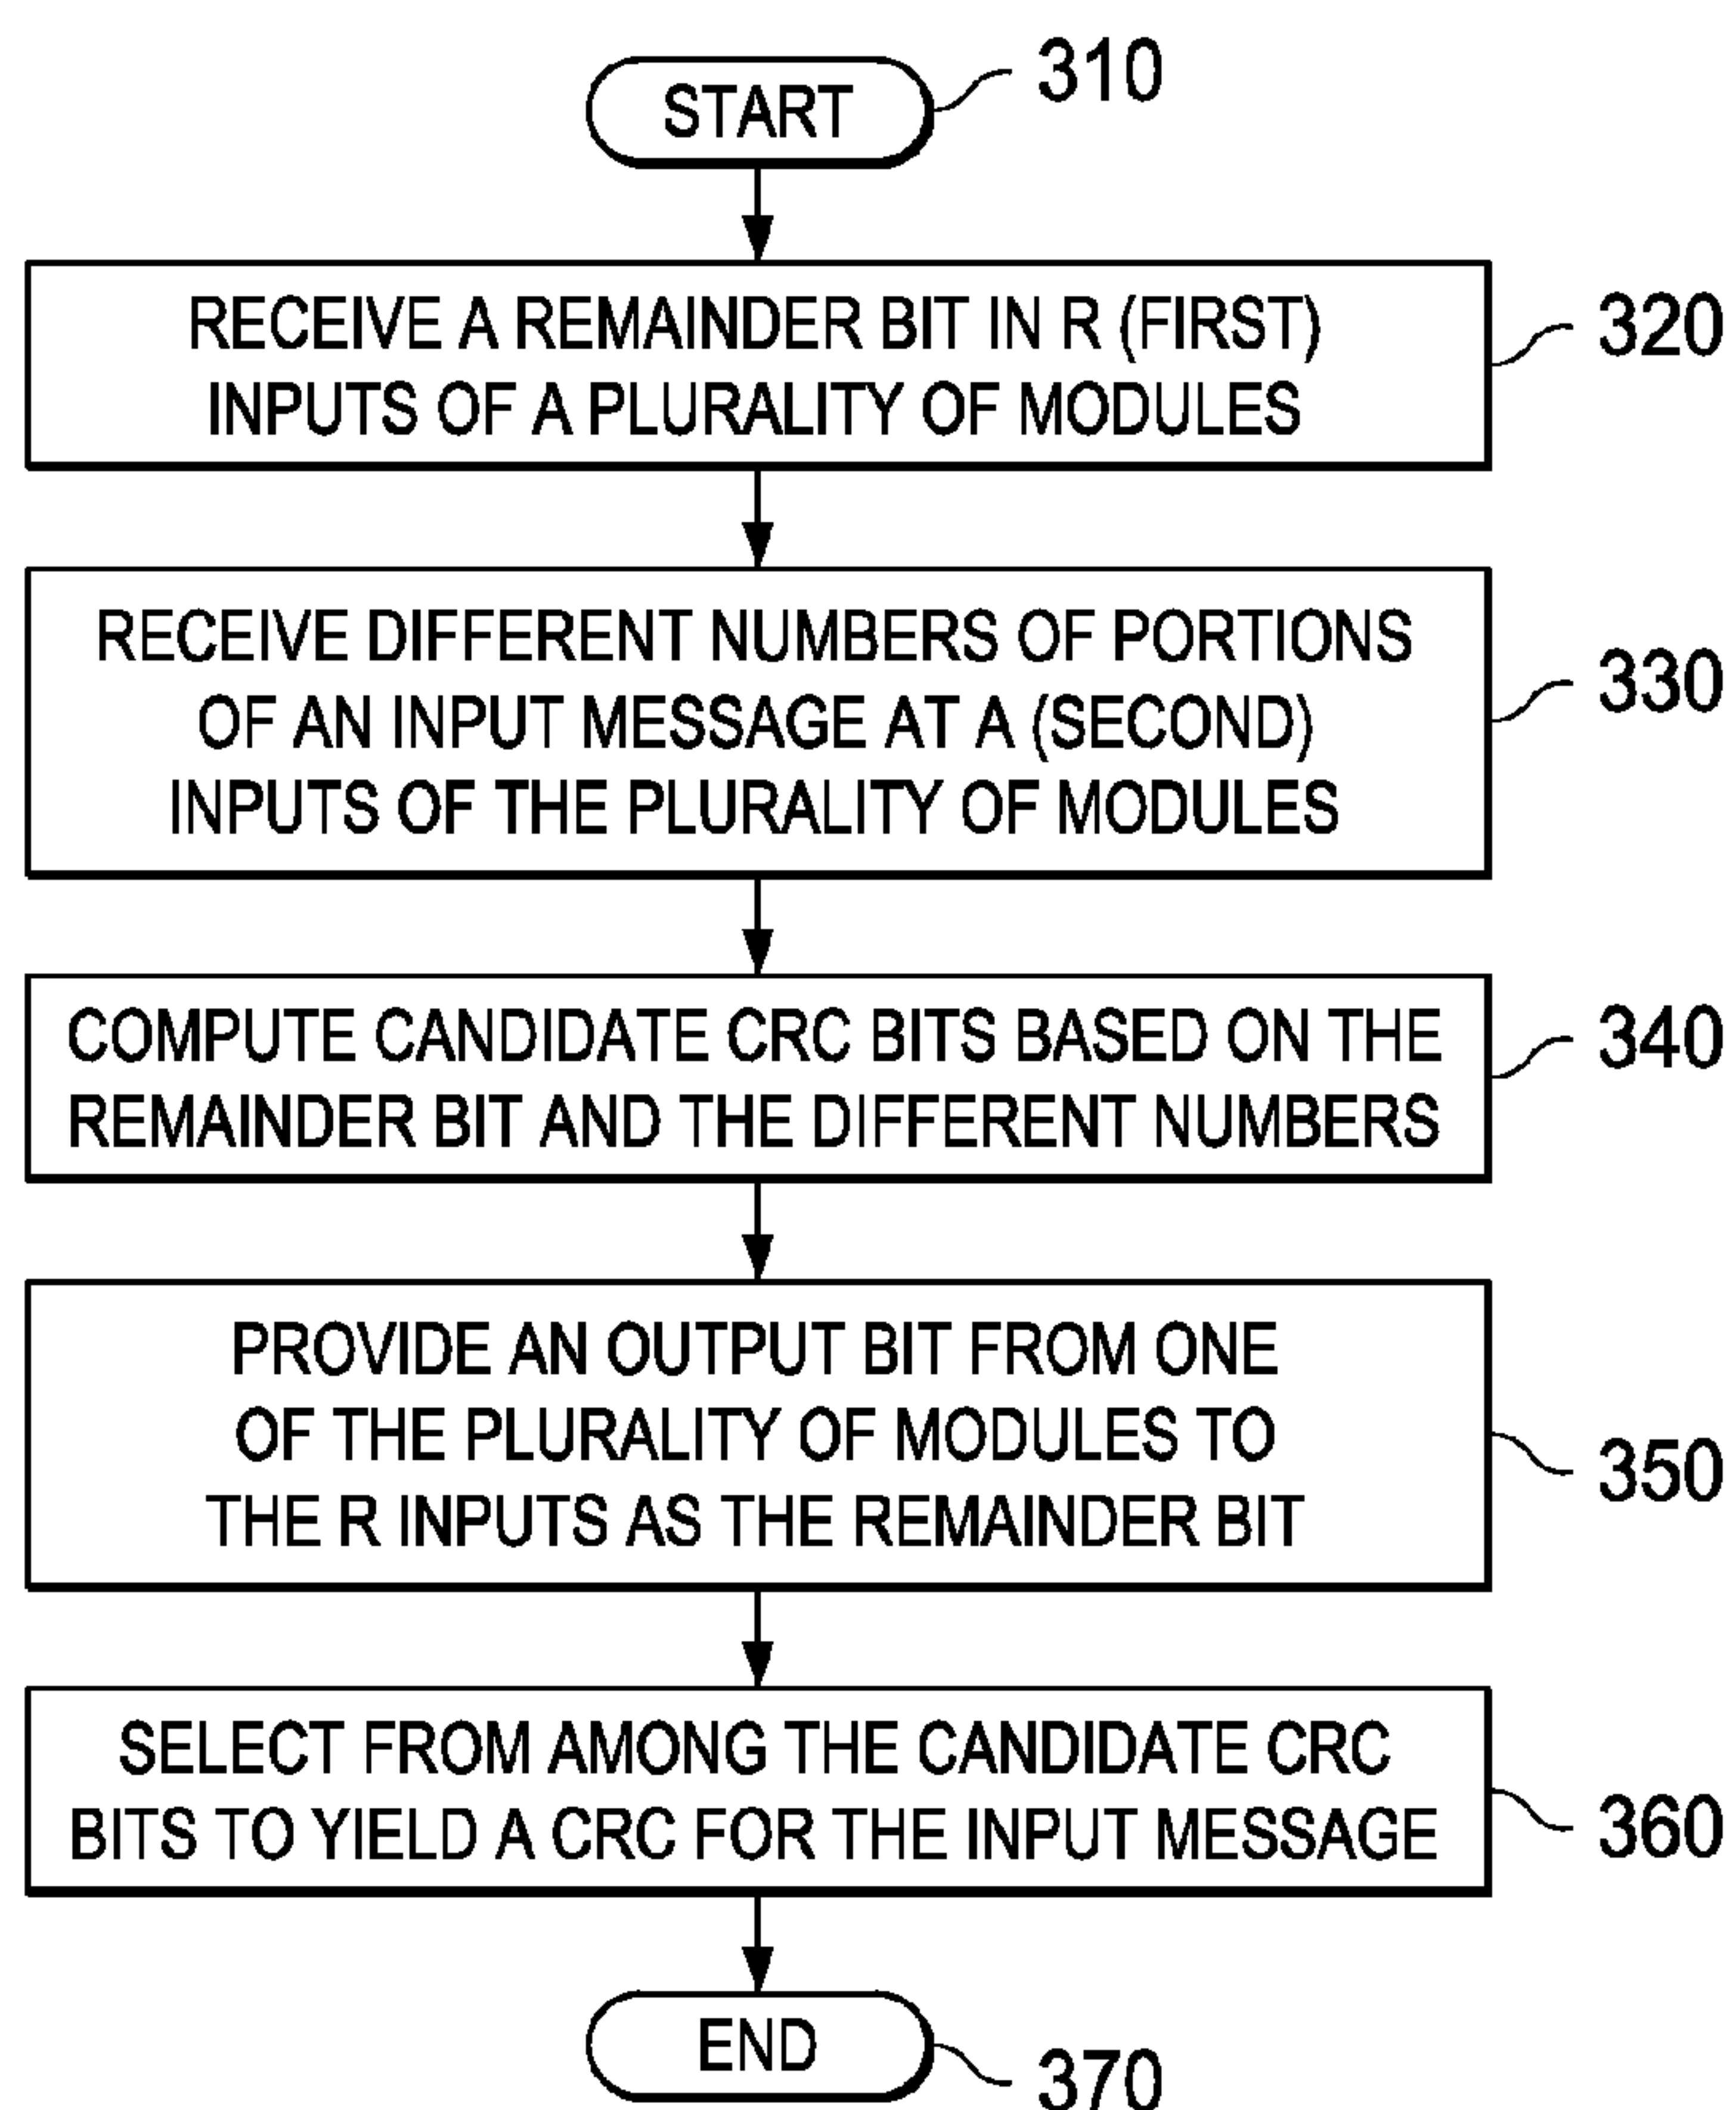 START
310
RECEIVE A REMAINDER BIT IN R (FIRST)
INPUTS OF A PLURALITY OF MODULES
320
RECEIVE DIFFERENT NUMBERS OF PORTIONS
OF AN INPUT MESSAGE AT A (SECOND)
INPUTS OF THE PLURALITY OF MODULES
330
COMPUTE CANDIDATE CRC BITS BASED ON THE
REMAINDER BIT AND THE DIFFERENT NUMBERS
340
PROVIDE AN OUTPUT BIT FROM ONE
OF THE PLURALITY OF MODULES TO
THE R INPUTS AS THE REMAINDER BIT
350
SELECT FROM AMONG THE CANDIDATE CRC
BITS TO YIELD A CRC FOR THE INPUT MESSAGE
360
END
370